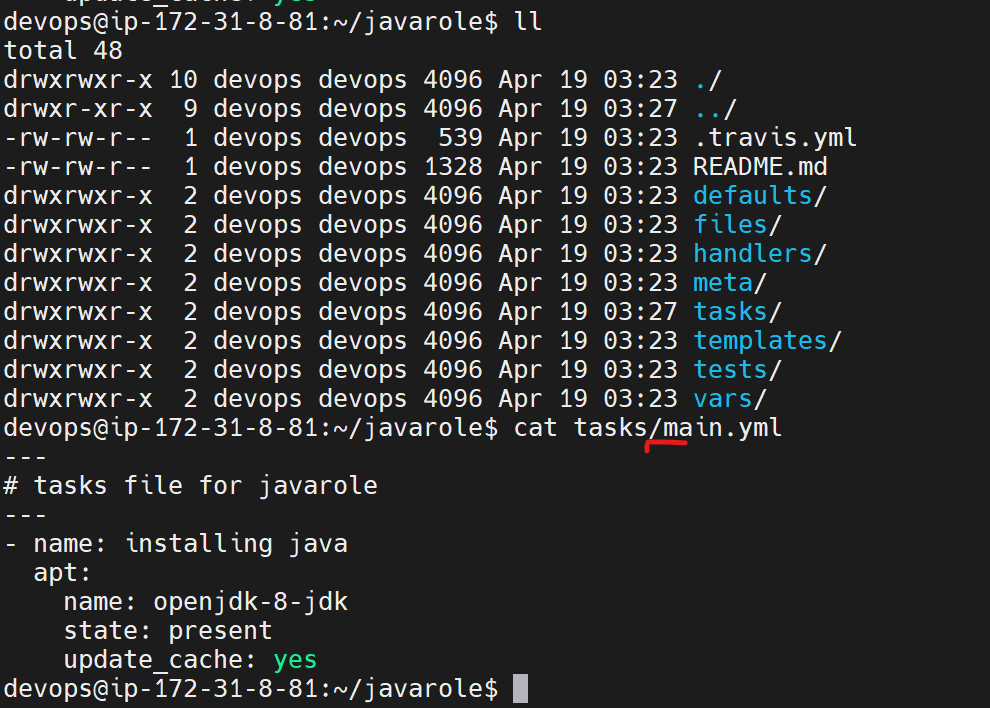 update_cache: yes
devops@ip-172-31-8-81:~/javarole$ ll
total 48
drwxrwxr-x 10 devops devops 4096 Apr 19 03:23 ./
drwxr-xr-x  9 devops devops 4096 Apr 19 03:27 ../
-rw-rw-r--  1 devops devops  539 Apr 19 03:23 .travis.yml
-rw-rw-r--  1 devops devops 1328 Apr 19 03:23 README.md
drwxrwxr-x  2 devops devops 4096 Apr 19 03:23 defaults/
drwxrwxr-x  2 devops devops 4096 Apr 19 03:23 files/
drwxrwxr-x  2 devops devops 4096 Apr 19 03:23 handlers/
drwxrwxr-x  2 devops devops 4096 Apr 19 03:23 meta/
drwxrwxr-x  2 devops devops 4096 Apr 19 03:27 tasks/
drwxrwxr-x  2 devops devops 4096 Apr 19 03:23 templates/
drwxrwxr-x  2 devops devops 4096 Apr 19 03:23 tests/
drwxrwxr-x  2 devops devops 4096 Apr 19 03:23 vars/
devops@ip-172-31-8-81:~/javarole$ cat tasks/main.yml
---
# tasks file for javarole
---
- name: installing java
  apt:
    name: openjdk-8-jdk
    state: present
    update_cache: yes
devops@ip-172-31-8-81:~/javarole$